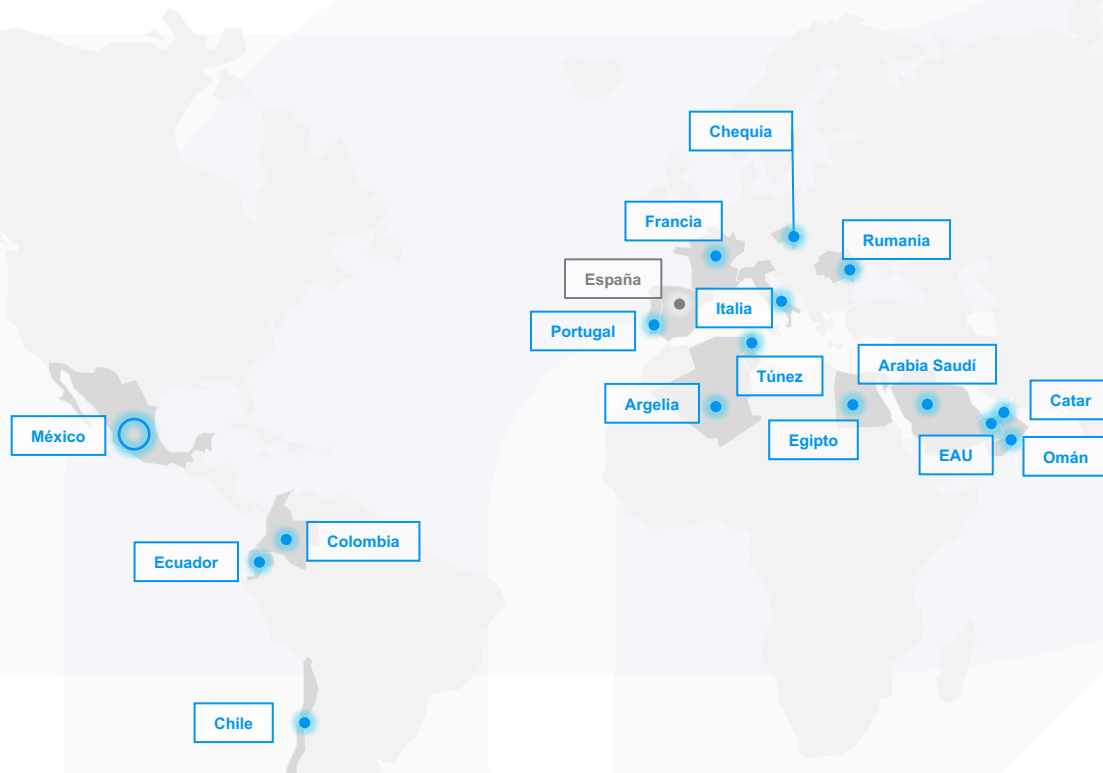 Chequia
Francia
Rumania
España
Italia
Portugal
Túnez
Arabia Saudí
Argelia
Catar
México
Egipto
EAU
Omán
Colombia
Ecuador
Chile